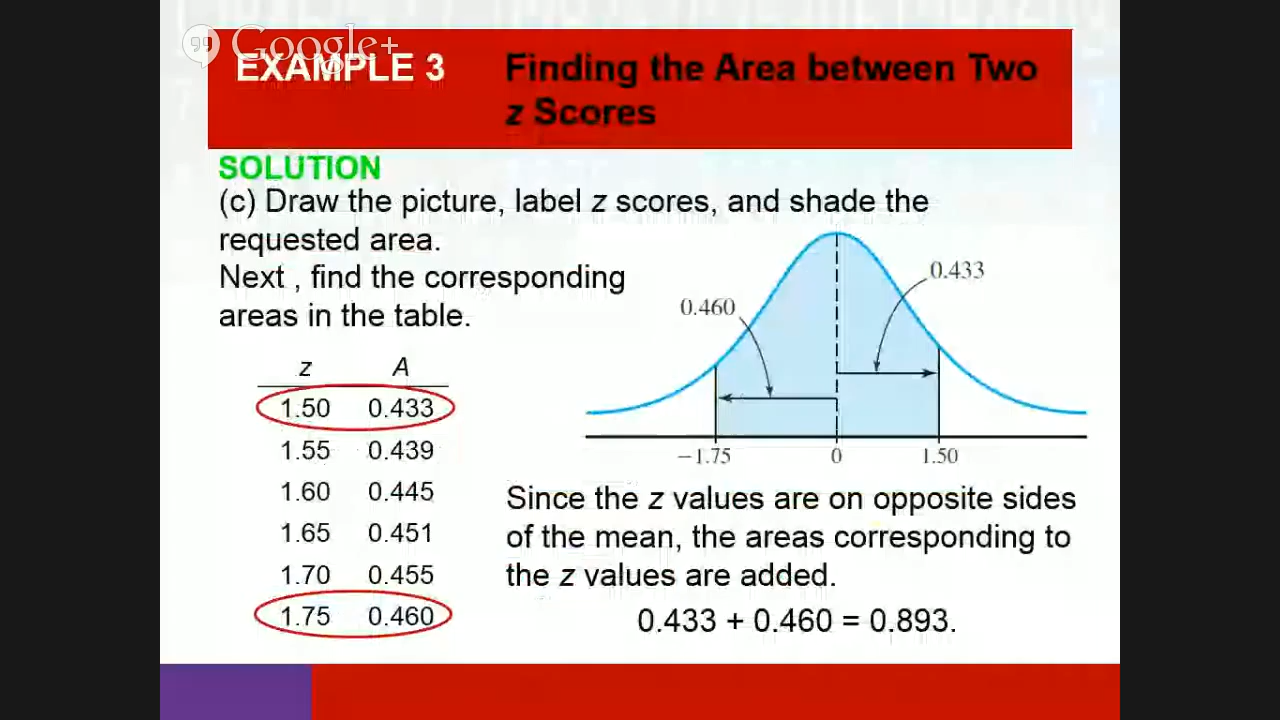 Google+
EXAMPLE 3
Finding the Area between Two
z Scores
SOLUTION
(c) Draw the picture, label z scores, and shade the
requested area.
Next , find the corresponding
areas in the table.
z A
1.50 0.433
1.55 0.439
1.60 0.445
1.65 0.451
1.70 0.455
1.75 0.460
0.433
0.460
−1.75 0 1.50
Since the z values are on opposite sides
of the mean, the areas corresponding to
the z values are added.
0.433 + 0.460 = 0.893.